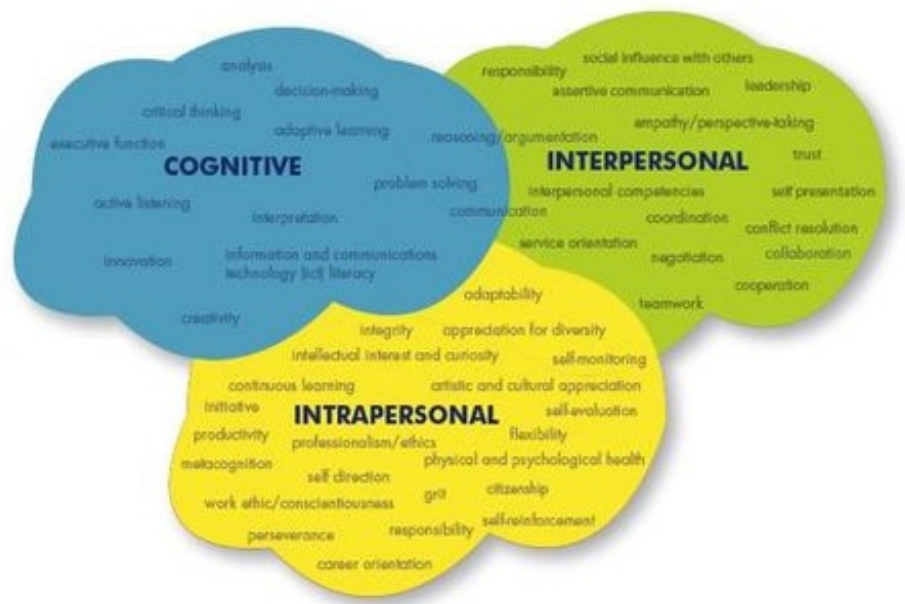 analysis
decision-making
critical thinking
adaptive learning
executive function
COGNITIVE
problem solving
active listening
interpretation
innovation
information and communications
technology (ict) literacy
creativity
social influence with others
responsibility
leadership
assertive communication
empathy/perspective-taking
reasoning/argumentation
trust
INTERPERSONAL
interpersonal competencies
self presentation
communication
coordination
conflict resolution
service orientation
collaboration
negotiation
cooperation
teamwork
adaptability
integrity
appreciation for diversity
intellectual interest and curiosity
self-monitoring
continuous learning
artistic and cultural appreciation
initiative
INTRAPERSONAL
self-evaluation
productivity
professionalism/ethics
flexibility
metacognition
physical and psychological health
self direction
work ethic/conscientiousness
grit
citizenship
perseverance
responsibility
self-reinforcement
career orientation